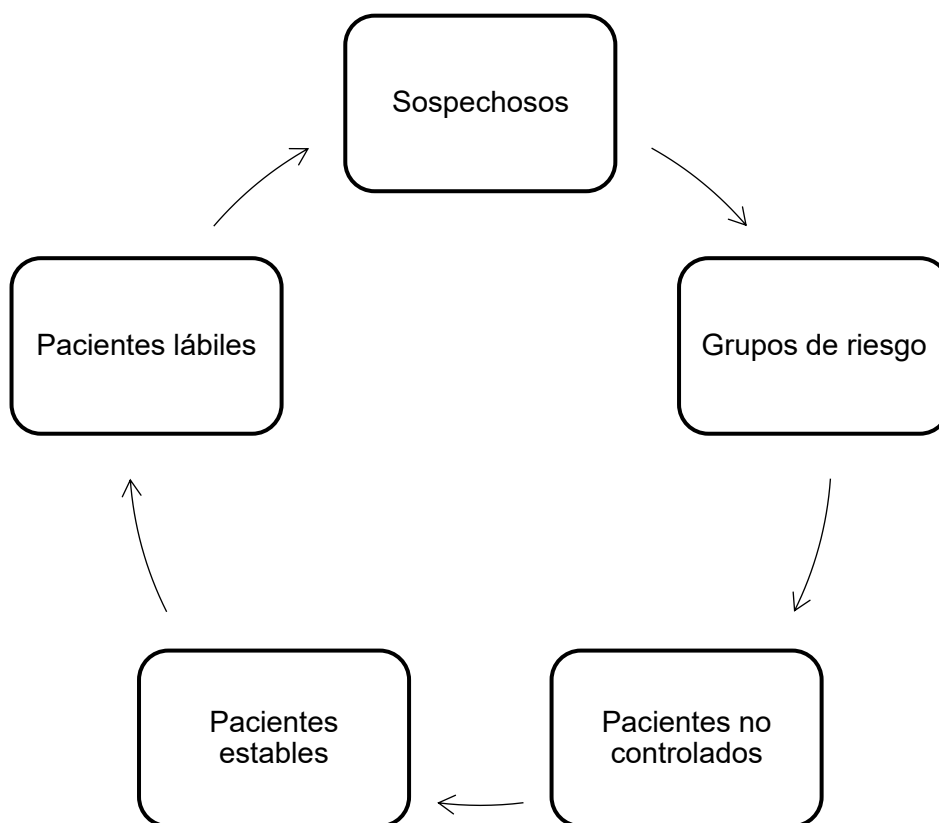 Sospechosos
Grupos de riesgo
Pacientes no
controlados
Pacientes
estables
Pacientes lábiles